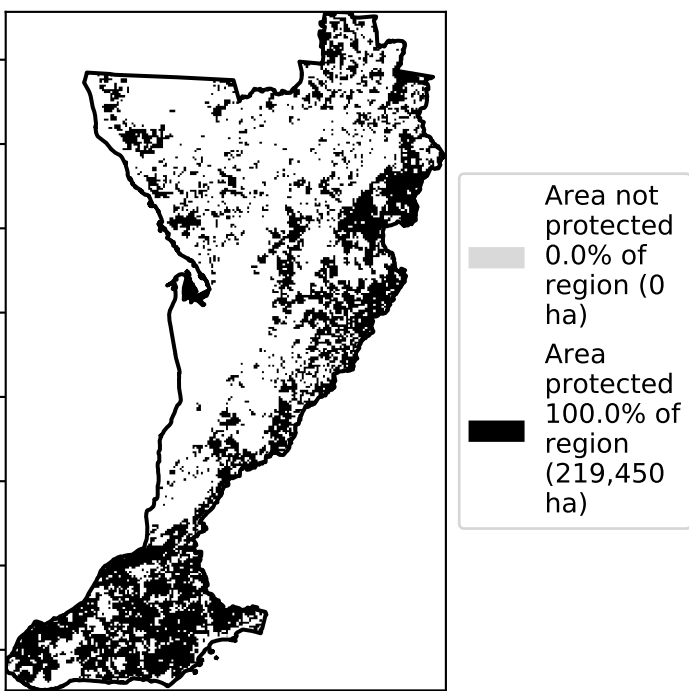 Area not
protected
0.0% of
region (0
ha)
Area
protected
100.0% of
region
(219,450
ha)